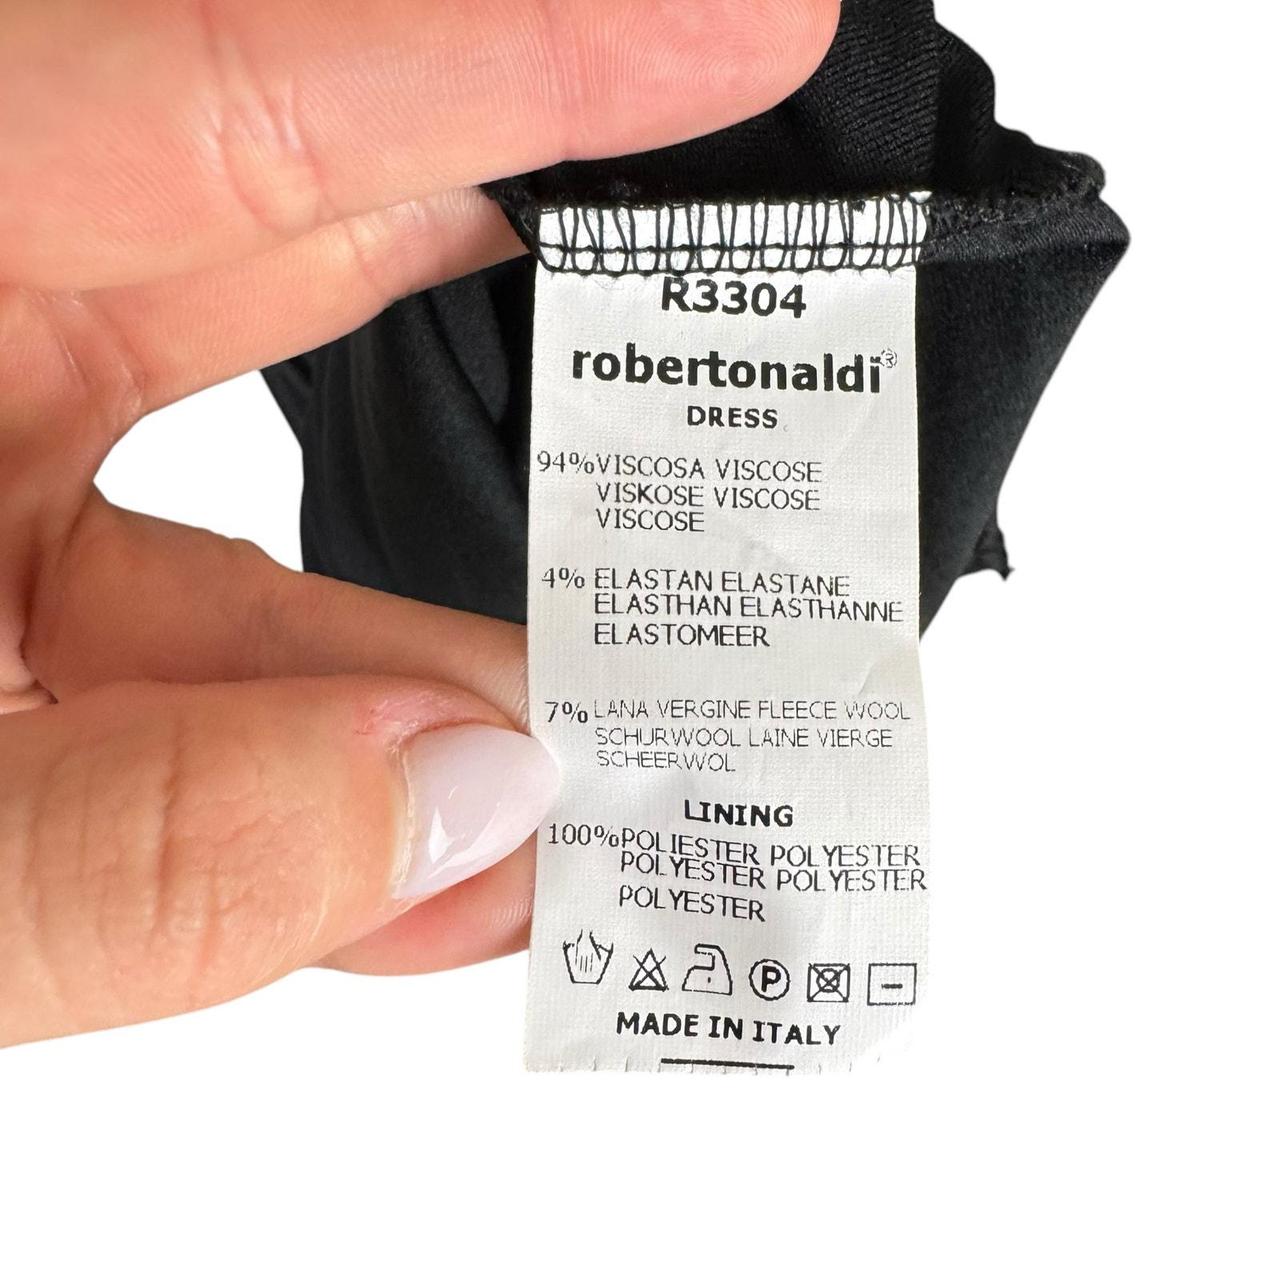 R3304
robertonaldi®
DRESS
94% VISCOSA VISCOSE
VISKOSE VISCOSE
VISCOSE
4% ELASTAN ELASTANE
ELASTHAN ELASTHANNE
ELASTOMEER
7% LANA VERGINE FLEECE WOOL
SCHURWOOL LAINE VIERGE
SCHEERWOL
LINING
100% POLIESTER POLYESTER
POLYESTER POLYESTER
POLYESTER
P
MADE IN ITALY